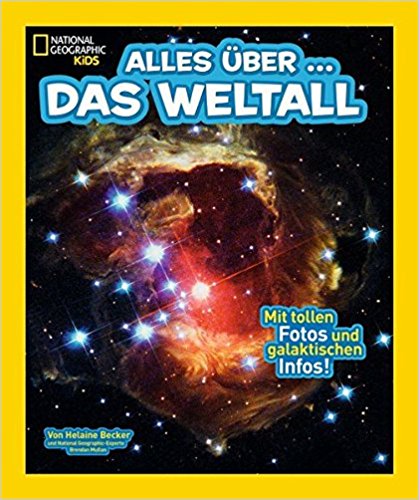 NATIONAL
GEOGRAPHIC
KiDS
ALLES ÜBER ...
DAS WELTALL
Mit tollen
Fotos und
galaktischen
Infos!
Von Helaine Becker
und National Geographic-Experte
Brendan Mullan